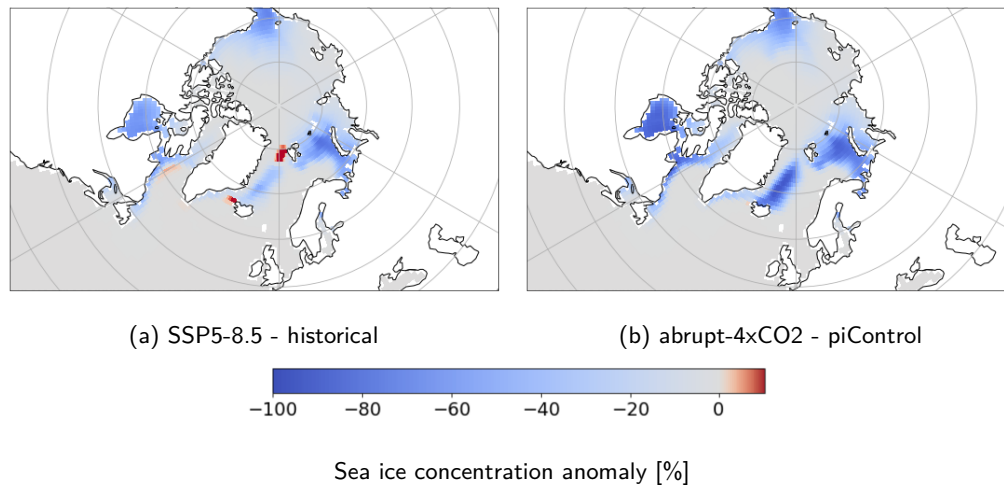 (a) SSP5-8.5 - historical
(b) abrupt-4xCO2 - piControl
−100 −80 −60 −40 −20 0
Sea ice concentration anomaly [%]